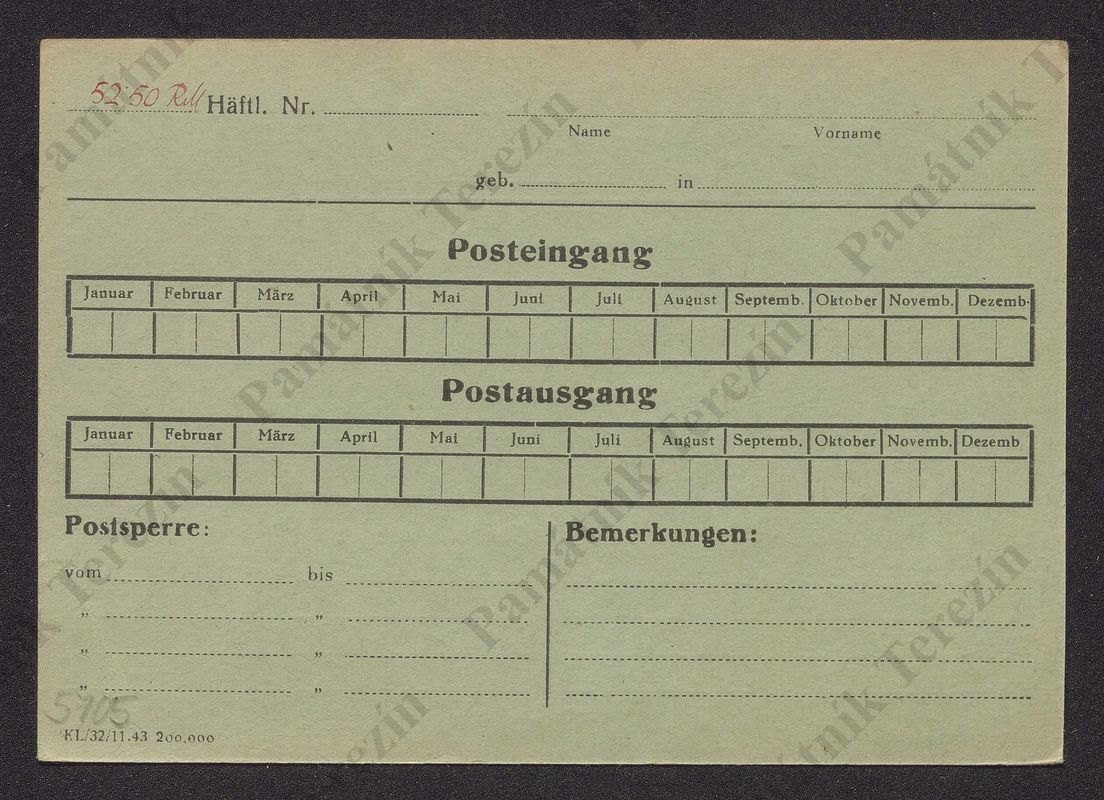 52·50 RM Häftl. Nr.
Name Vorname
geb. in
Posteingang
Januar Februar März April Mai Juni Juli August Septemb. Oktober Novemb. Dezemb.
Postausgang
Januar Februar März April Mai Juni Juli August Septemb. Oktober Novemb. Dezemb
Postsperre: Bemerkungen:
vom bis
„ „
„ „
„ „
5705
KL/32/11.43 200.000
Památník Terezín